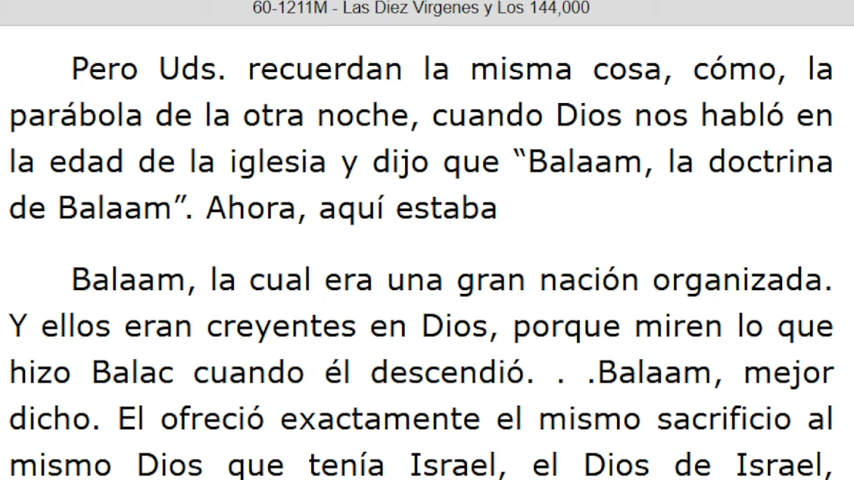 60-1211M - Las Diez Virgenes y Los 144,000
Pero Uds. recuerdan la misma cosa, cómo, la
parábola de la otra noche, cuando Dios nos habló en
la edad de la iglesia y dijo que “Balaam, la doctrina
de Balaam”. Ahora, aquí estaba
Balaam, la cual era una gran nación organizada.
Y ellos eran creyentes en Dios, porque miren lo que
hizo Balac cuando él descendió. . .Balaam, mejor
dicho. El ofreció exactamente el mismo sacrificio al
mismo Dios que tenía Israel, el Dios de Israel,